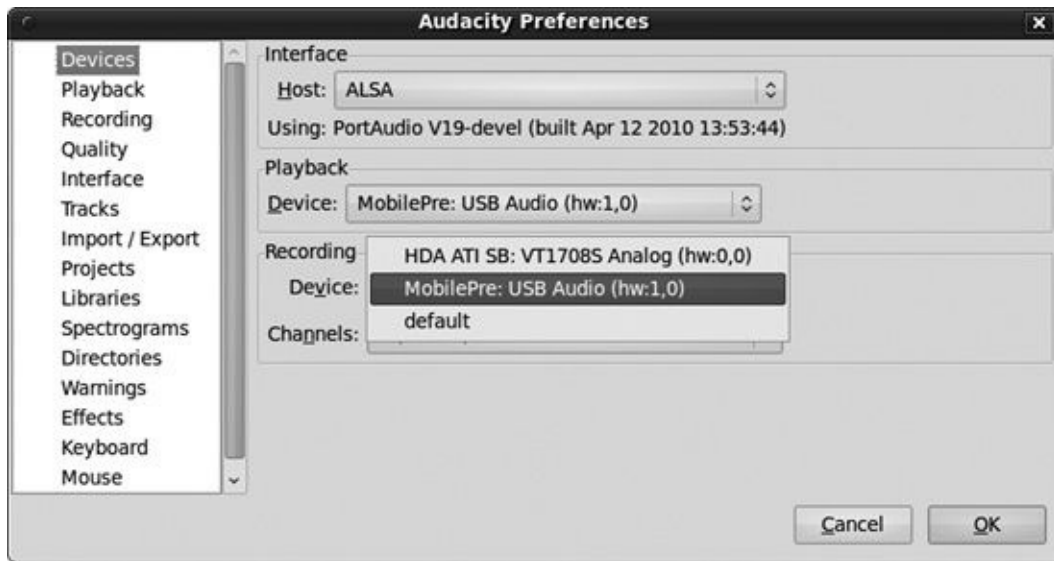 Audacity Preferences
Devices
Playback
Recording
Quality
Interface
Tracks
Import / Export
Projects
Libraries
Spectrograms
Directories
Warnings
Effects
Keyboard
Mouse
Interface
Host: ALSA
Using: PortAudio V19-devel (built Apr 12 2010 13:53:44)
Playback
Device: MobilePre: USB Audio (hw:1,0)
Recording
Device:
HDA ATI SB: VT1708S Analog (hw:0,0)
MobilePre: USB Audio (hw:1,0)
default
Channels:
Cancel
OK